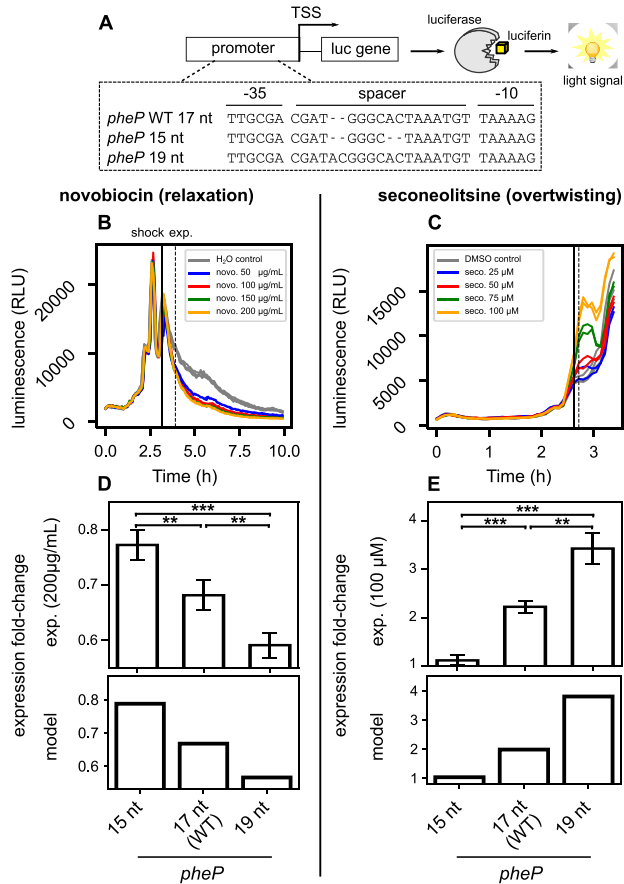 A
TSS
promoter
luc gene
luciferase
luciferin
light signal
-35 spacer -10
pheP WT 17 nt TTGCGA CGAT--GGGCACTAAATGT TAAAAG
pheP 15 nt TTGCGA CGAT--GGGC--TAAATGT TAAAAG
pheP 19 nt TTGCGA CGATACGGGCACTAAATGT TAAAAG
novobiocin (relaxation)
B
shock exp.
luminescence (RLU)
20000
10000
0
H2O control
novo. 50 µg/mL
novo. 100 µg/mL
novo. 150 µg/mL
novo. 200 µg/mL
0.0 2.5 5.0 7.5 10.0
Time (h)
seconeolitsine (overtwisting)
C
luminescence (RLU)
15000
10000
5000
0
DMSO control
seco. 25 µM
seco. 50 µM
seco. 75 µM
seco. 100 µM
0 1 2 3
Time (h)
D
expression fold-change
exp. (200µg/mL)
0.8
0.7
0.6
***
** **
model
0.8
0.7
0.6
15 nt
17 nt
(WT)
19 nt
pheP
E
expression fold-change
exp. (100 µM)
4
3
2
1
***
*** **
model
4
3
2
1
15 nt
17 nt
(WT)
19 nt
pheP